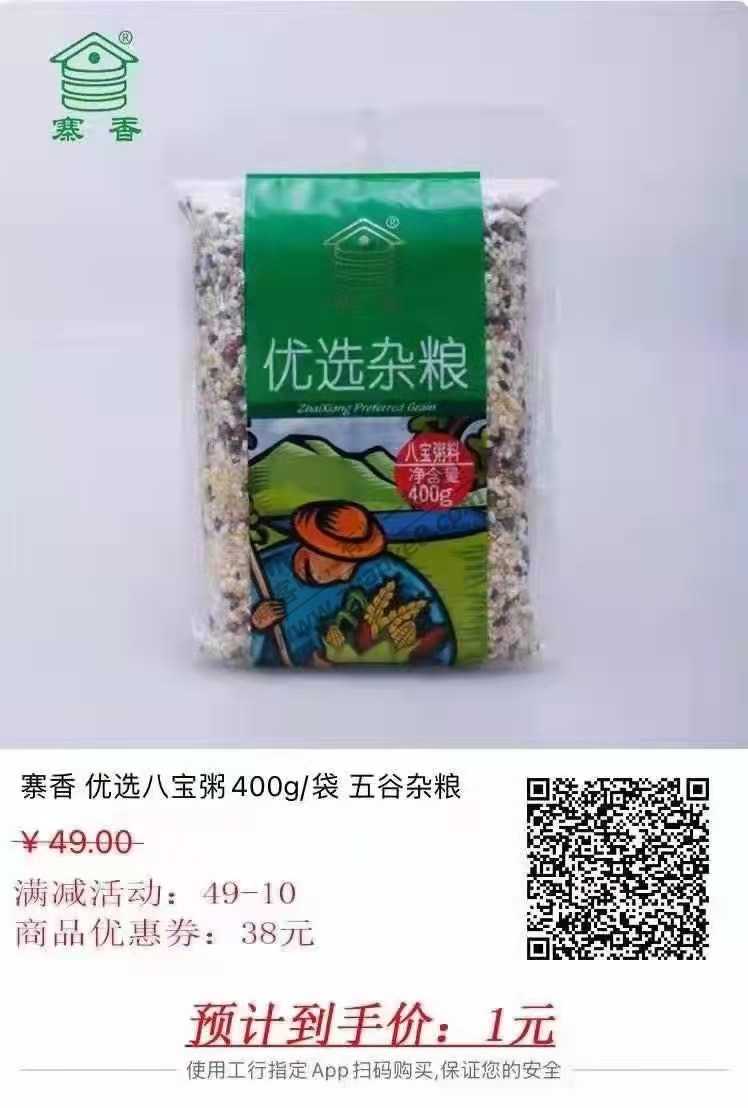 ®
寨香
®
优选杂粮
ZhaiXiang Preferred Grain
八宝粥料
净含量
400g
寨香 优选八宝粥400g/袋 五谷杂粮
￥49.00
满减活动：49-10
商品优惠券：38元
预计到手价：1元
使用工行指定App扫码购买,保证您的安全